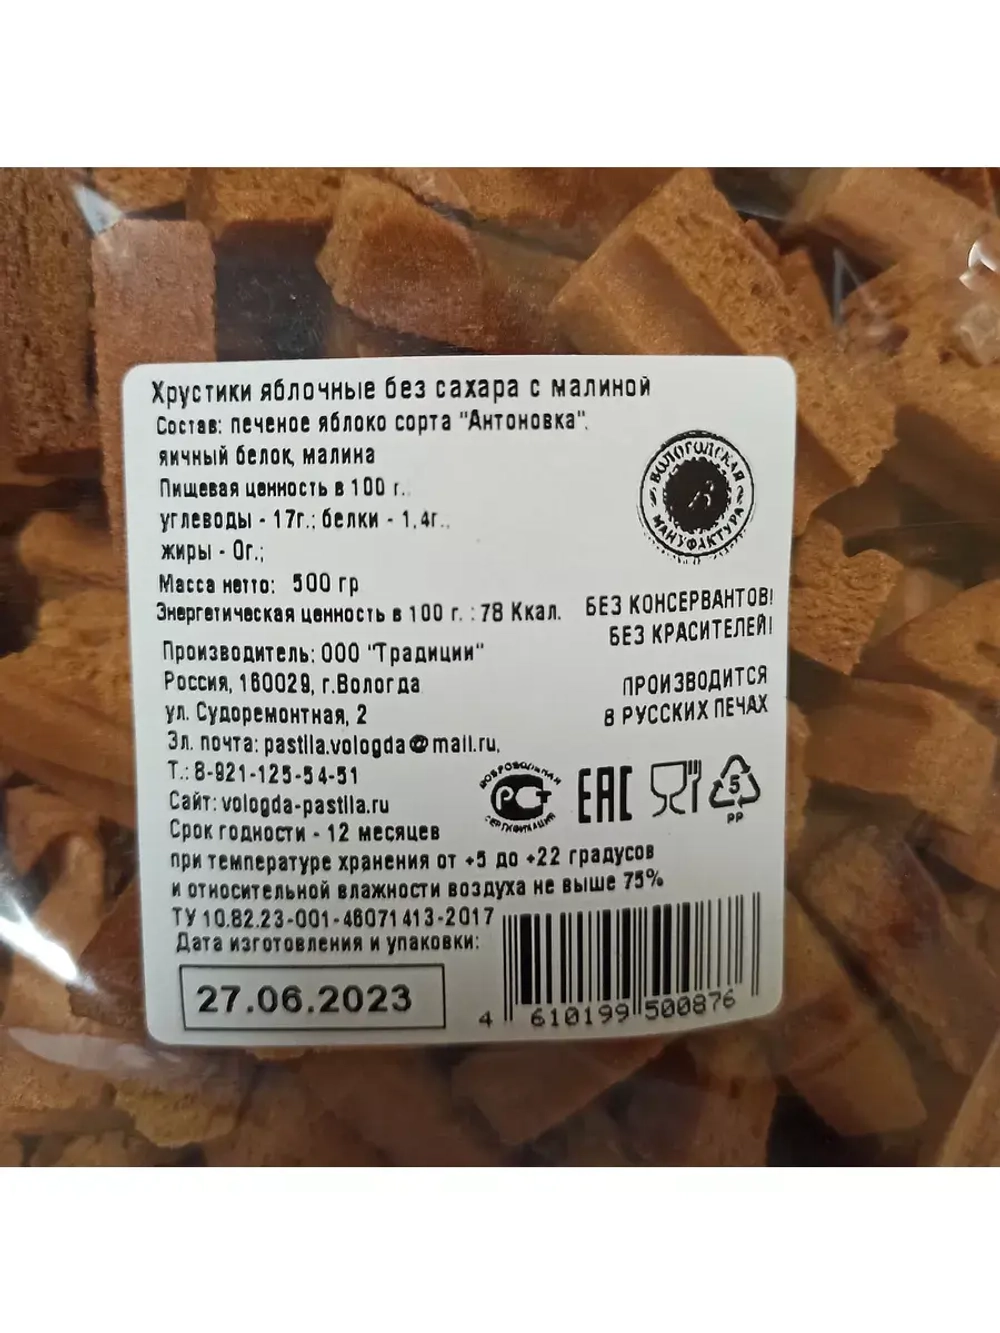 Хрустики яблочные без сахара с малиной
Состав: печеное яблоко сорта "Антоновка".
яичный белок, малина
Пищевая ценность в 100 г..
углеводы - 17г.; белки - 1,4г..
жиры - 0г.;
Масса нетто: 500 гр
Энергетическая ценность в 100 г. : 78 Ккал.
ВОЛОГОДСКАЯ
МАНУФАКТУРА
БЕЗ КОНСЕРВАНТОВ!
БЕЗ КРАСИТЕЛЕЙ!
ПРОИЗВОДИТСЯ
В РУССКИХ ПЕЧАХ
Производитель: ООО "Традиции"
Россия, 160029, г.Вологда
ул. Судоремонтная, 2
Эл. почта: pastila.vologda@mail.ru,
Т.: 8-921-125-54-51
Сайт: vologda-pastila.ru
Срок годности - 12 месяцев
при температуре хранения от +5 до +22 градусов
и относительной влажности воздуха не выше 75%
ТУ 10.82.23-001-46071413-2017
Дата изготовления и упаковки:
27.06.2023
ДОБРОВОЛЬНАЯ
РСТ
СЕРТИФИКАЦИЯ
ЕАС
5
PP
4 610199 500876